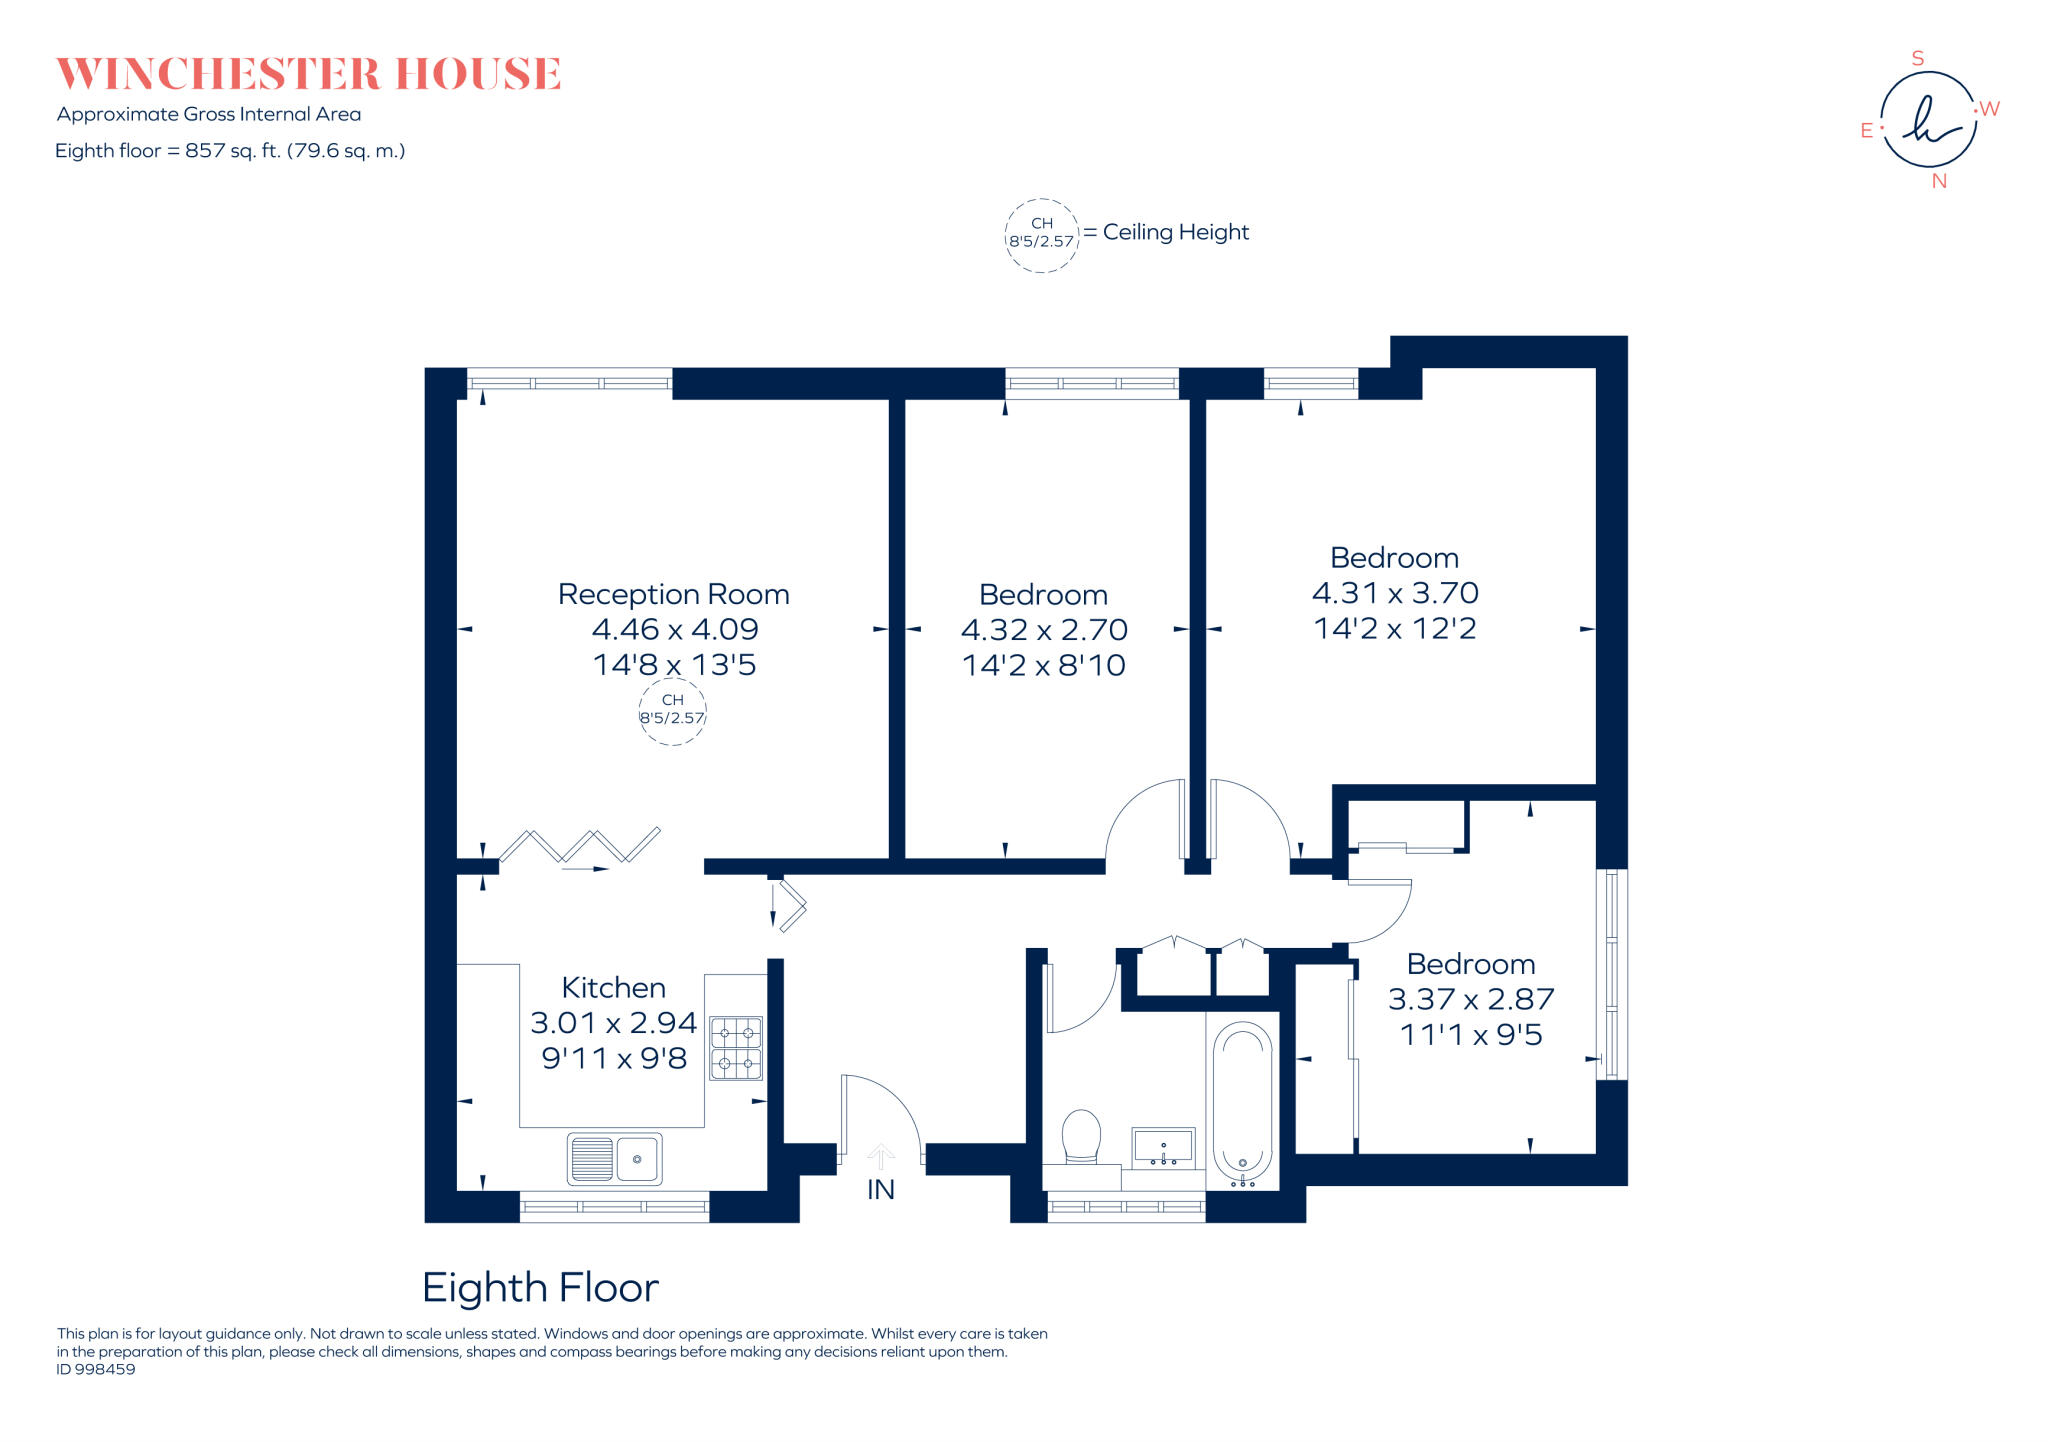 WINCHESTER HOUSE
Approximate Gross Internal Area
Eighth floor = 857 sq. ft. (79.6 sq. m.)
S
W
E
N
CH
8'5/2.57
= Ceiling Height
Reception Room
4.46 x 4.09
14'8 x 13'5
CH
8'5/2.57
Bedroom
4.32 x 2.70
14'2 x 8'10
Bedroom
4.31 x 3.70
14'2 x 12'2
Kitchen
3.01 x 2.94
9'11 x 9'8
Bedroom
3.37 x 2.87
11'1 x 9'5
IN
Eighth Floor
This plan is for layout guidance only. Not drawn to scale unless stated. Windows and door openings are approximate. Whilst every care is taken
in the preparation of this plan, please check all dimensions, shapes and compass bearings before making any decisions reliant upon them.
ID 998459